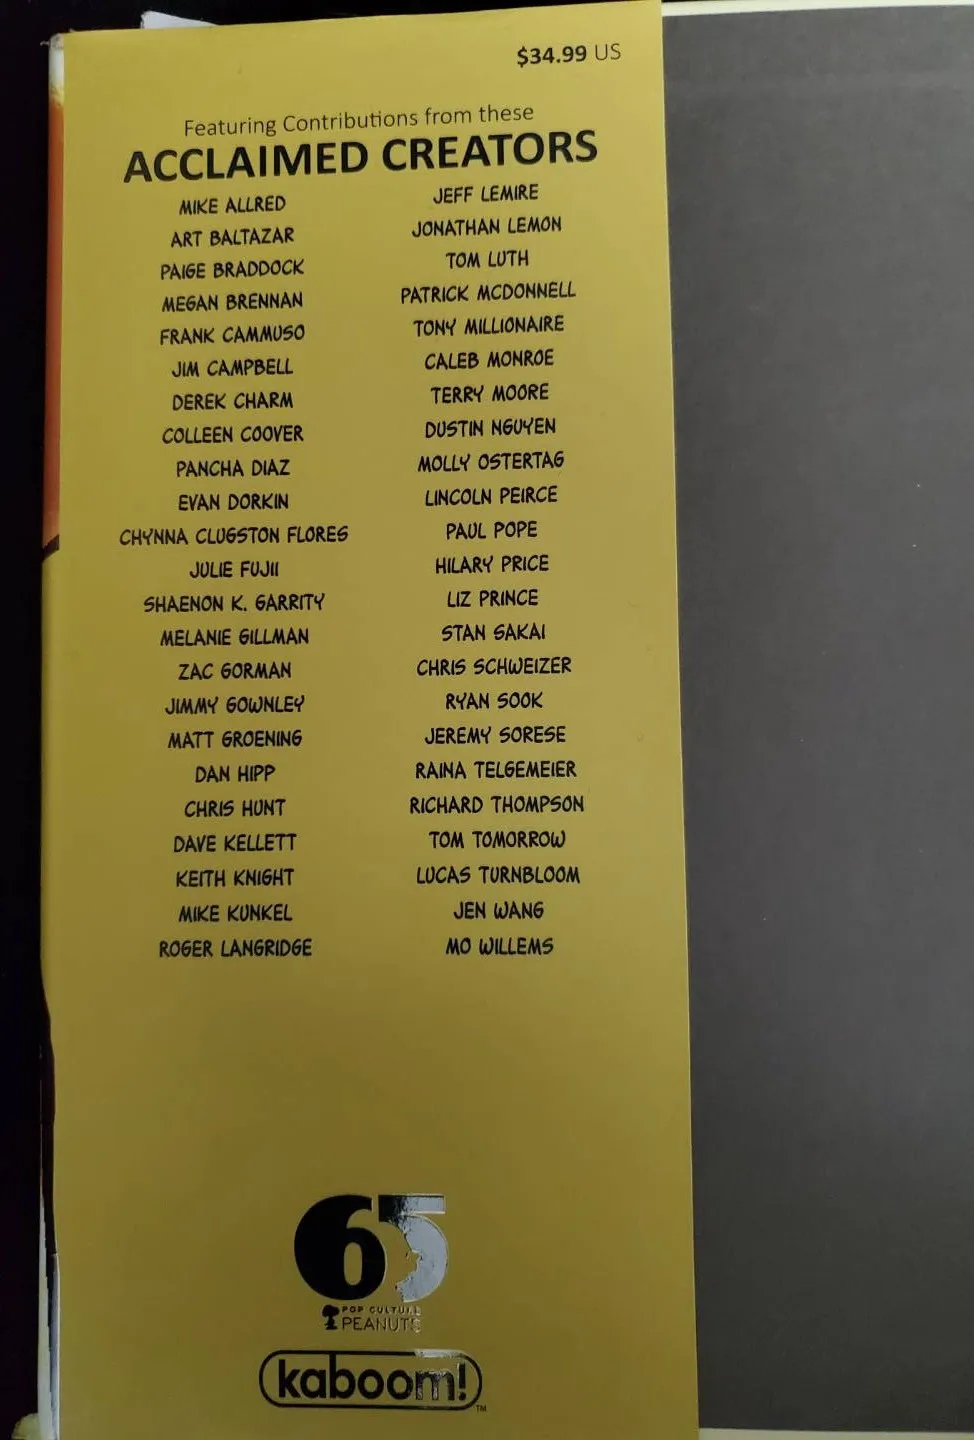 $34.99 US
Featuring Contributions from these
ACCLAIMED CREATORS
MIKE ALLRED
ART BALTAZAR
PAIGE BRADDOCK
MEGAN BRENNAN
FRANK CAMMUSO
JIM CAMPBELL
DEREK CHARM
COLLEEN COOVER
PANCHA DIAZ
EVAN DORKIN
CHYNNA CLUGSTON FLORES
JULIE FUJII
SHAENON K. GARRITY
MELANIE GILLMAN
ZAC GORMAN
JIMMY GOWNLEY
MATT GROENING
DAN HIPP
CHRIS HUNT
DAVE KELLETT
KEITH KNIGHT
MIKE KUNKEL
ROGER LANGRIDGE
JEFF LEMIRE
JONATHAN LEMON
TOM LUTH
PATRICK MCDONNELL
TONY MILLIONAIRE
CALEB MONROE
TERRY MOORE
DUSTIN NGUYEN
MOLLY OSTERTAG
LINCOLN PEIRCE
PAUL POPE
HILARY PRICE
LIZ PRINCE
STAN SAKAI
CHRIS SCHWEIZER
RYAN SOOK
JEREMY SORESE
RAINA TELGEMEIER
RICHARD THOMPSON
TOM TOMORROW
LUCAS TURNBLOOM
JEN WANG
MO WILLEMS
65
POP CULTURE
PEANUTS
kaboom!™